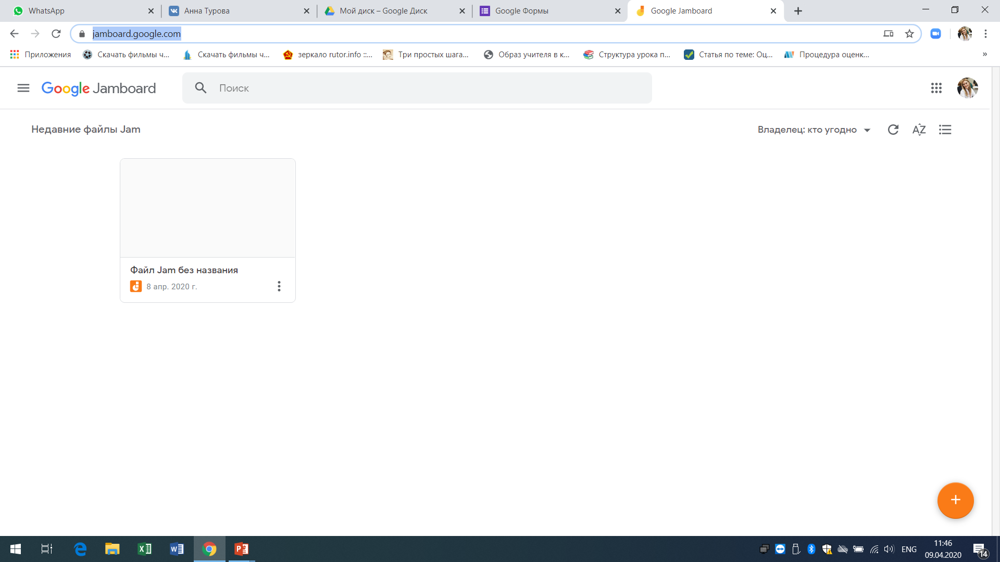 WhatsApp
Анна Турова
Мой диск – Google Диск
Google Формы
Google Jamboard
jamboard.google.com
Приложения
Скачать фильмы ч...
Скачать фильмы ч...
зеркало rutor.info ::...
Три простых шага...
Образ учителя в к...
Структура урока п...
Статья по теме: Оц...
Процедура оценк...
»
Google Jamboard
Поиск
Недавние файлы Jam
Владелец: кто угодно
AZ
Файл Jam без названия
8 апр. 2020 г.
ENG
11:46
09.04.2020
14